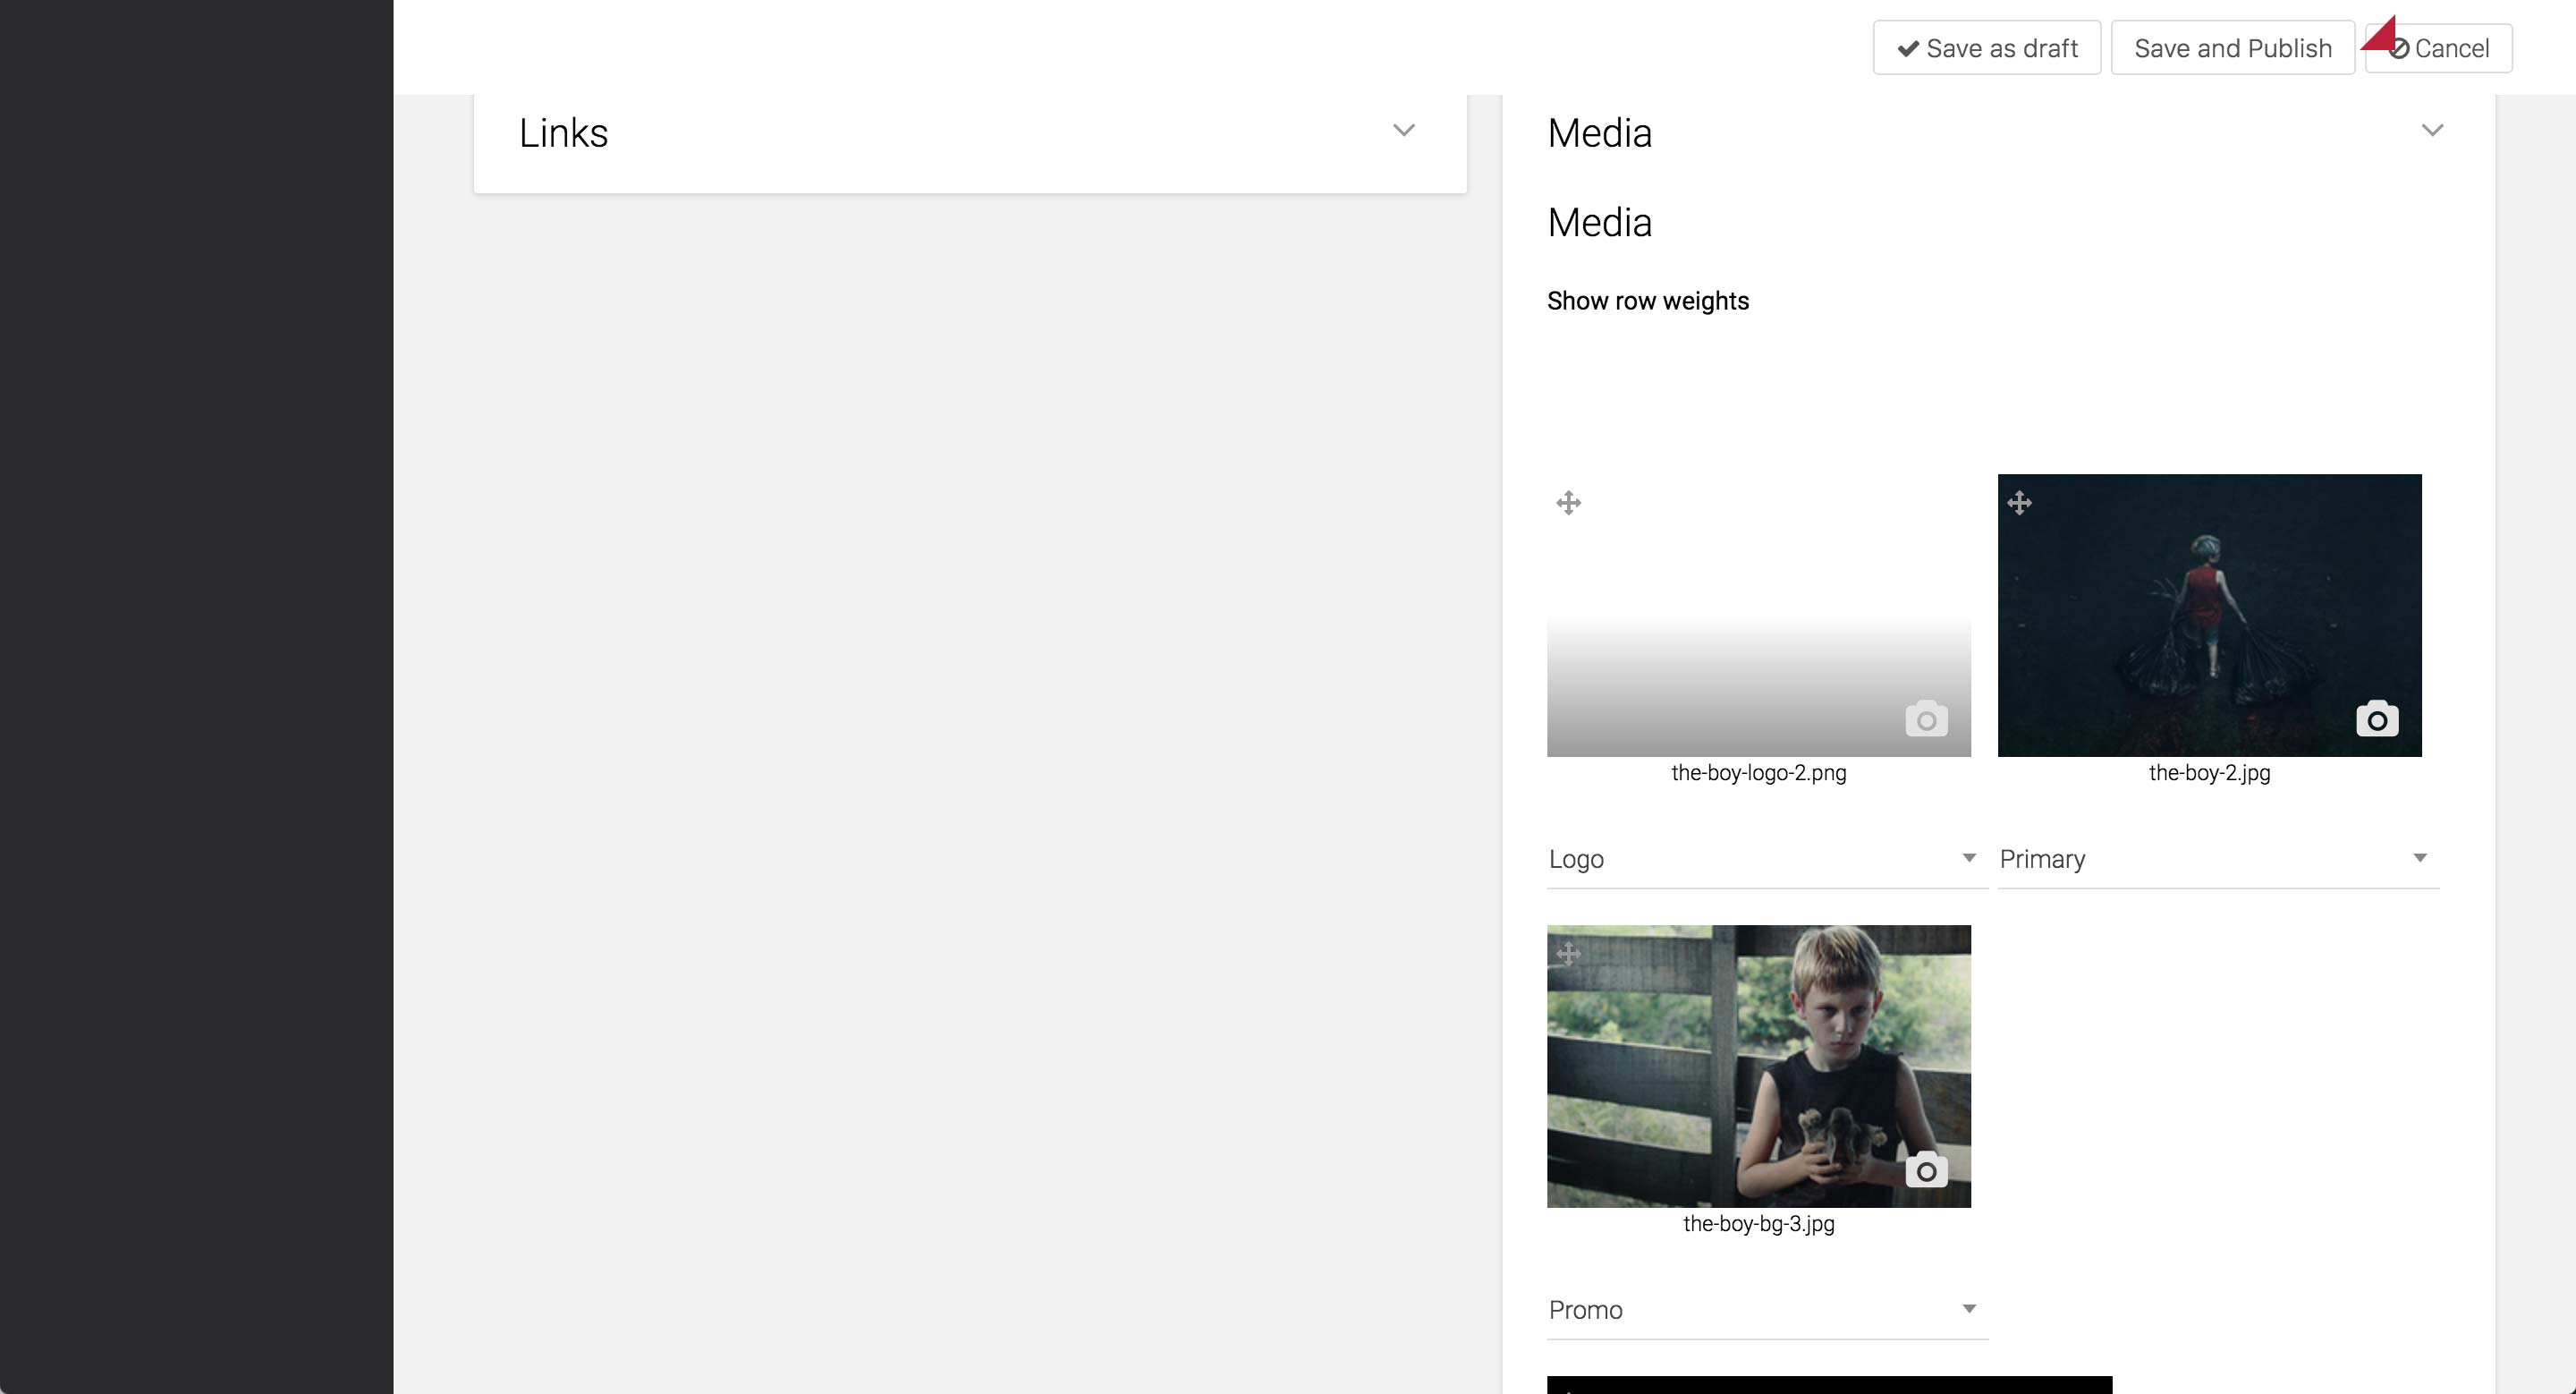 Save as draft Save and Publish Cancel
Links
Media
Media
Show row weights
the-boy-logo-2.png
the-boy-2.jpg
Logo
Primary
the-boy-bg-3.jpg
Promo